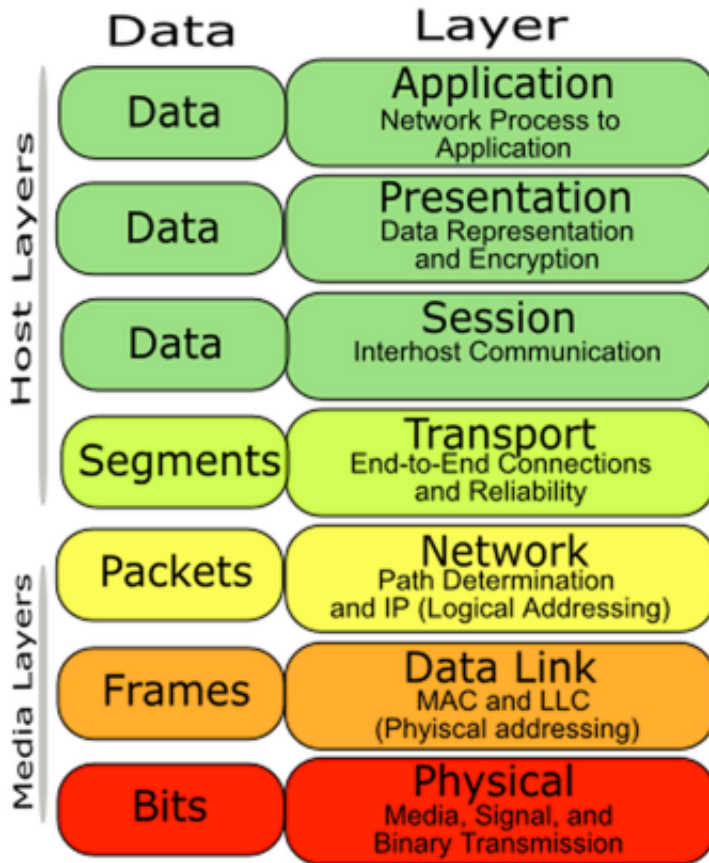 Data Layer
Host Layers
Data Application
Network Process to
Application
Data Presentation
Data Representation
and Encryption
Data Session
Interhost Communication
Segments Transport
End-to-End Connections
and Reliability
Media Layers
Packets Network
Path Determination
and IP (Logical Addressing)
Frames Data Link
MAC and LLC
(Phyiscal addressing)
Bits Physical
Media, Signal, and
Binary Transmission